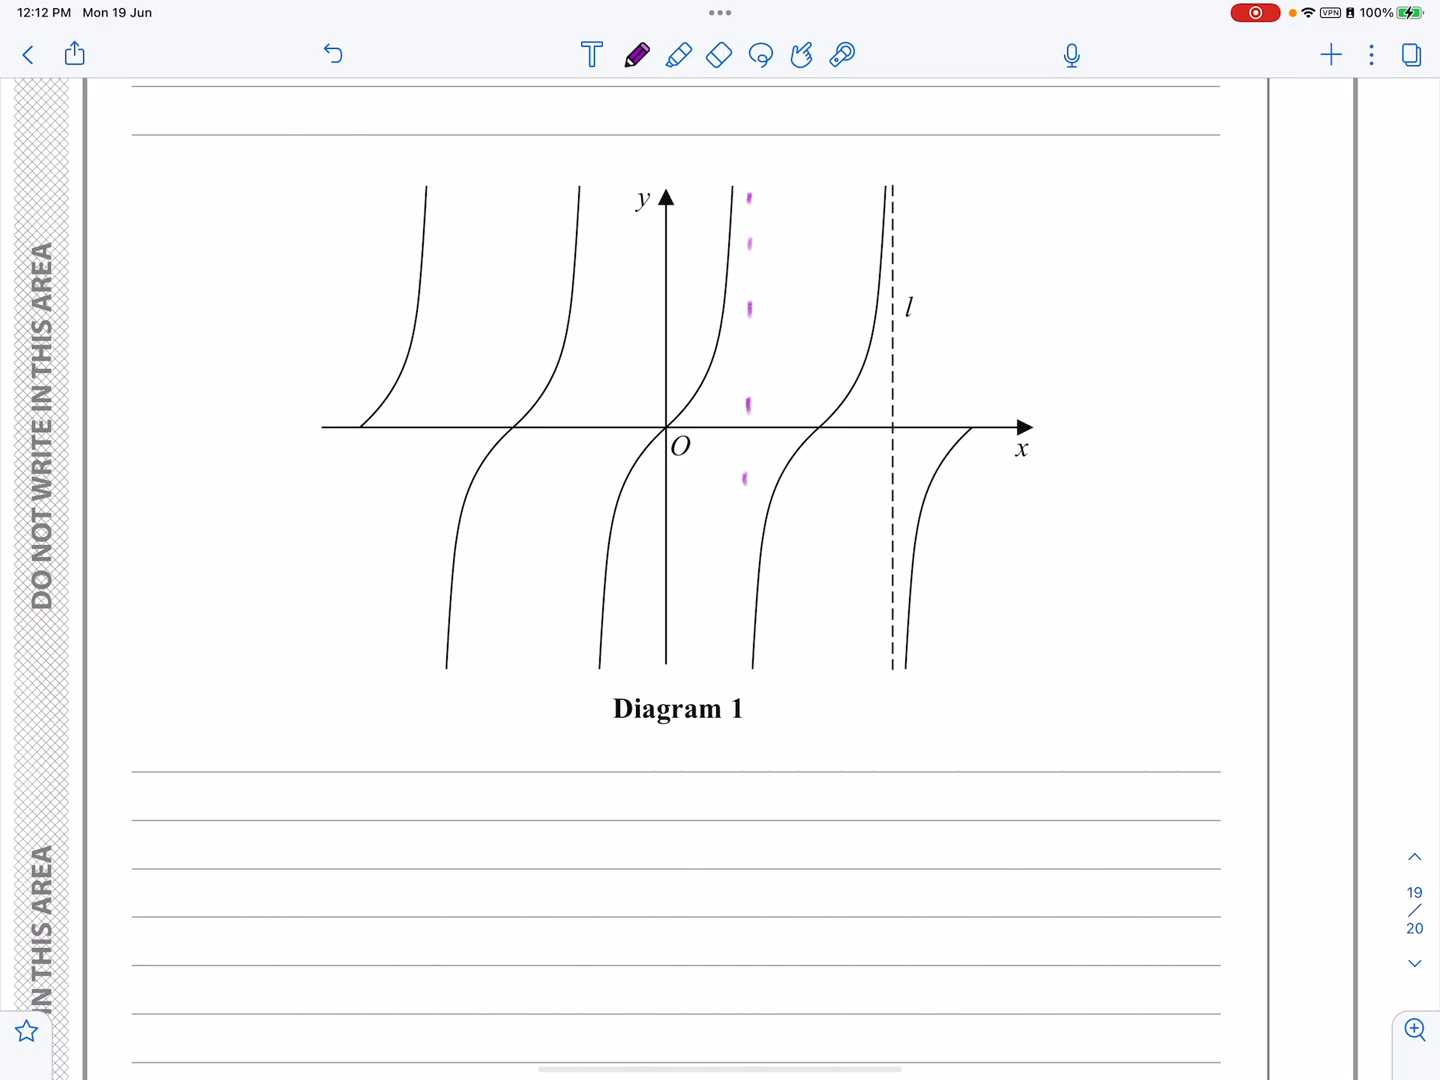 12:12 PM Mon 19 Jun
VPN 100%
T
DO NOT WRITE IN THIS AREA
y
l
O
x
Diagram 1
IN THIS AREA
19
/
20